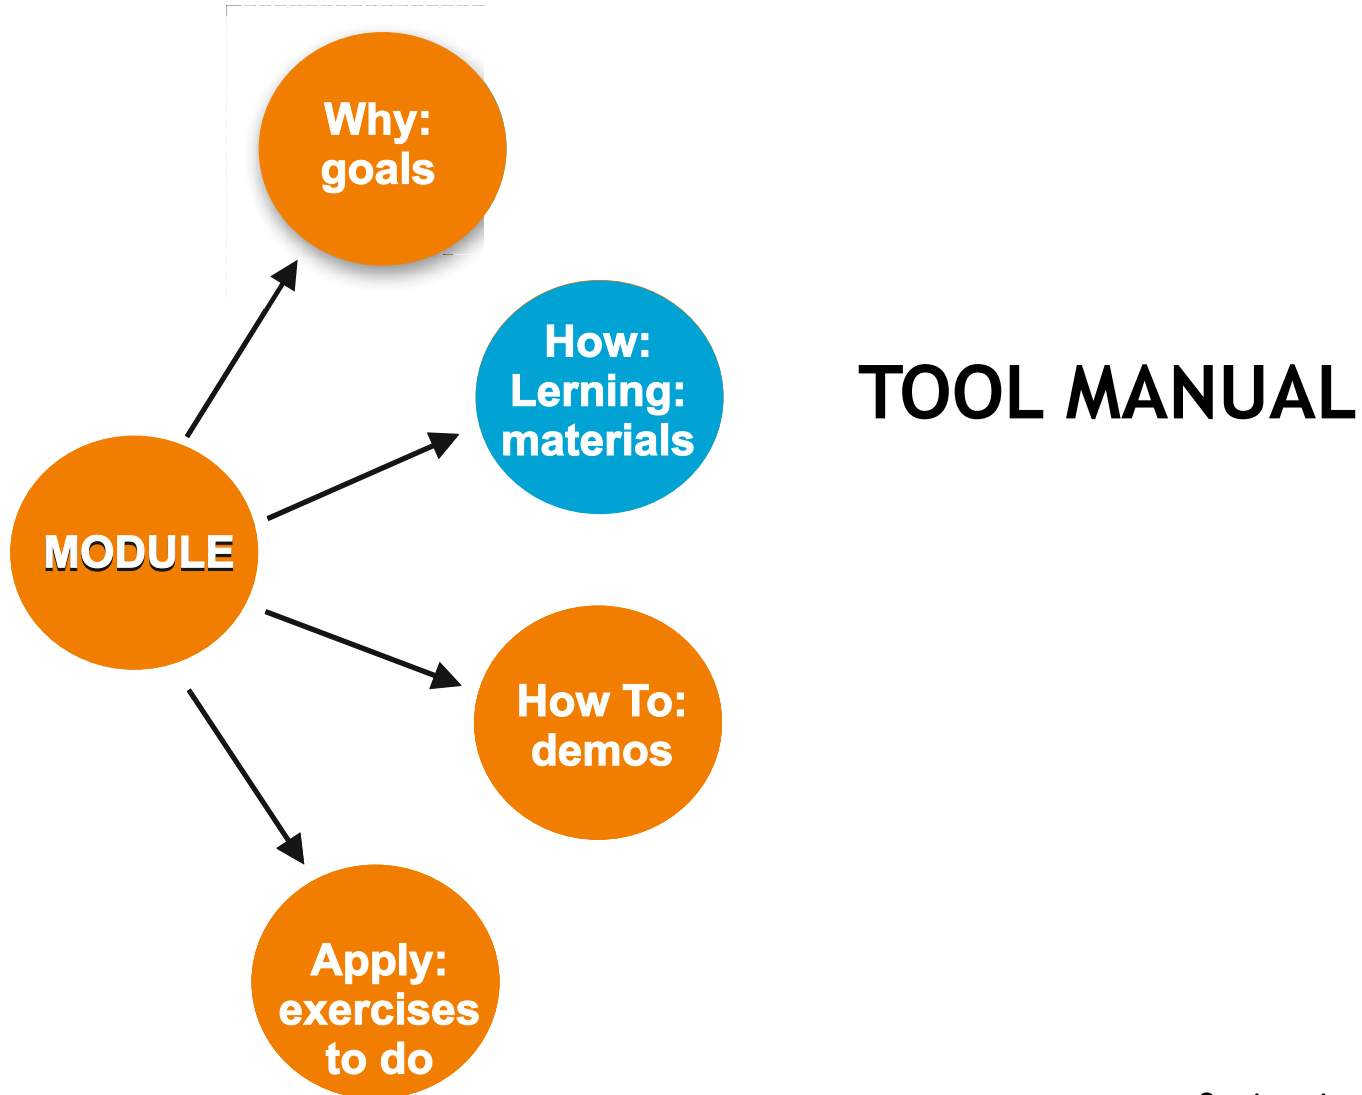 Why:
goals
How:
Lerning:
materials
TOOL MANUAL
MODULE
How To:
demos
Apply:
exercises
to do